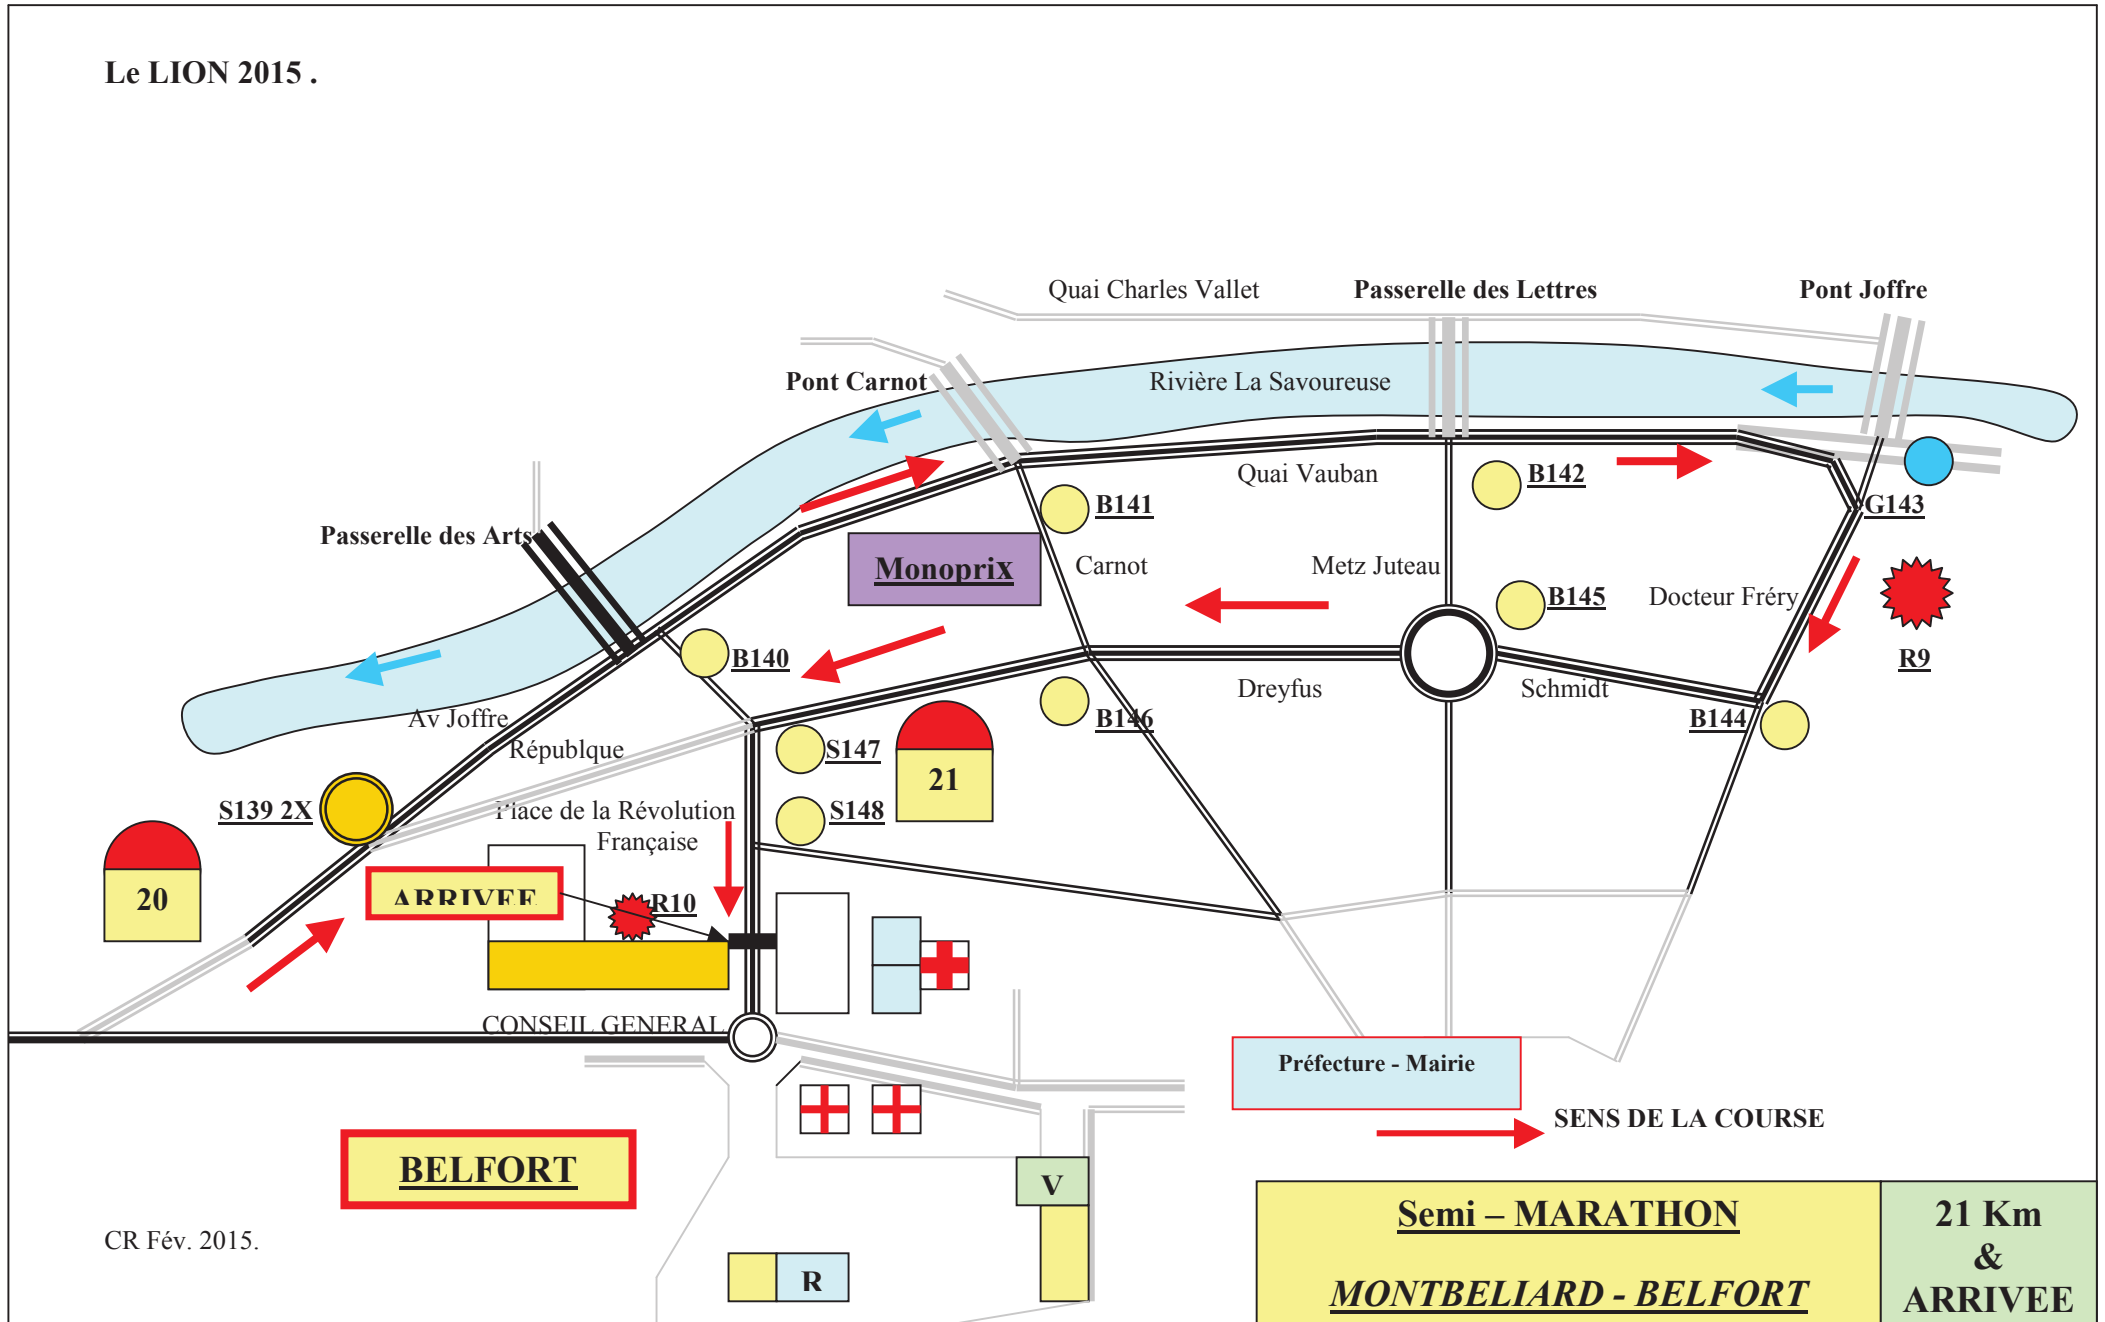 Le LION 2015 .
Quai Charles Vallet
Passerelle des Lettres
Pont Joffre
Pont Carnot
Rivière La Savoureuse
Quai Vauban
B142
B141
G143
Passerelle des Arts
Monoprix
Carnot
Metz Juteau
B145
Docteur Fréry
B140
R9
Dreyfus
Schmidt
Av Joffre
B146
B144
Républque
S147
21
S139 2X
Place de la Révolution
Française
S148
20
ARRIVEE
R10
CONSEIL GENERAL
Préfecture - Mairie
SENS DE LA COURSE
BELFORT
V
CR Fév. 2015.
R
Semi – MARATHON
MONTBELIARD - BELFORT
21 Km
&
ARRIVEE